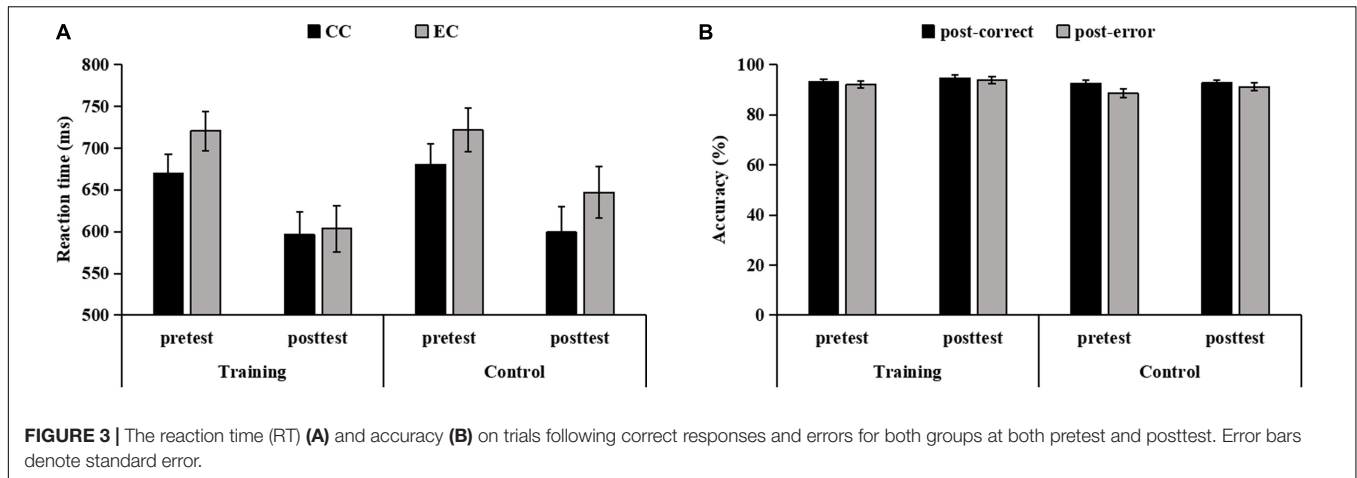 A
CC EC
Reaction time (ms)
800
750
700
650
600
550
500
pretest posttest pretest posttest
Training Control
B
post-correct post-error
Accuracy (%)
100
80
60
40
20
0
pretest posttest pretest posttest
Training Control
FIGURE 3 | The reaction time (RT) (A) and accuracy (B) on trials following correct responses and errors for both groups at both pretest and posttest. Error bars
denote standard error.